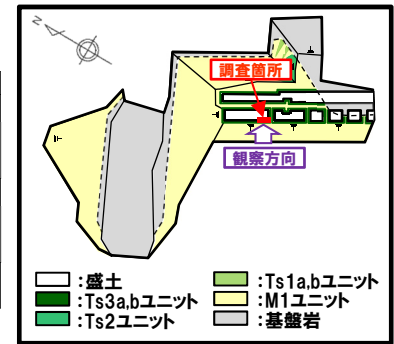 N
調査箇所
観察方向
:盛土
:Ts3a,bユニット
:Ts2ユニット
:Ts1a,bユニット
:M1ユニット
:基盤岩